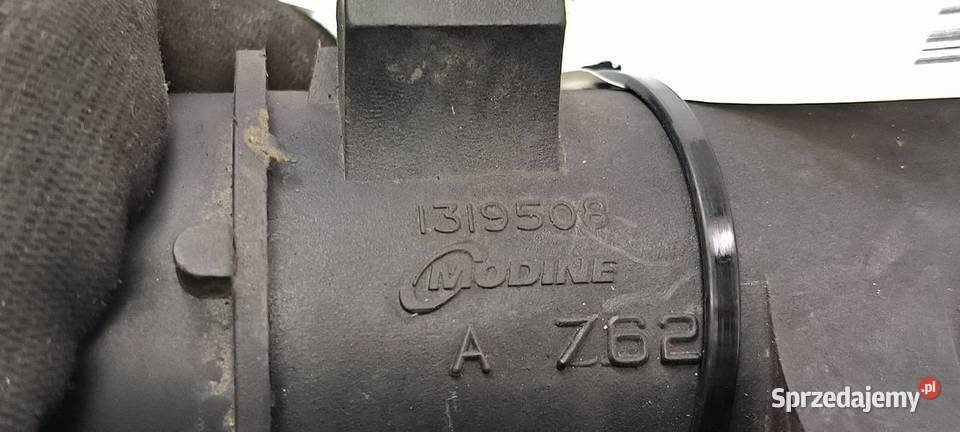 1319508
MODINE
A Z62
Sprzedajemy.pl